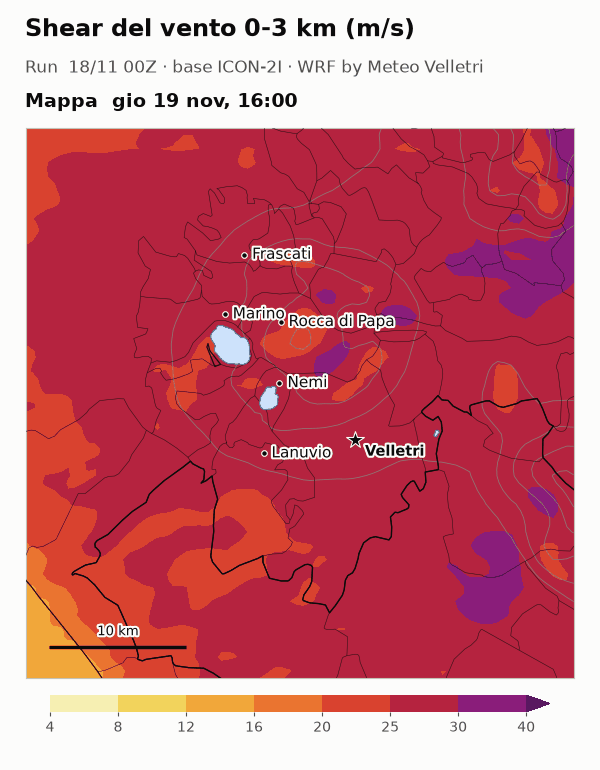 Shear del vento 0-3 km (m/s)
Run  18/11 00Z · base ICON-2I · WRF by Meteo Velletri
Mappa  gio 19 nov, 16:00
Frascati
Marino
Rocca di Papa
Nemi
Velletri
Lanuvio
10 km
4 8 12 16 20 25 30 40